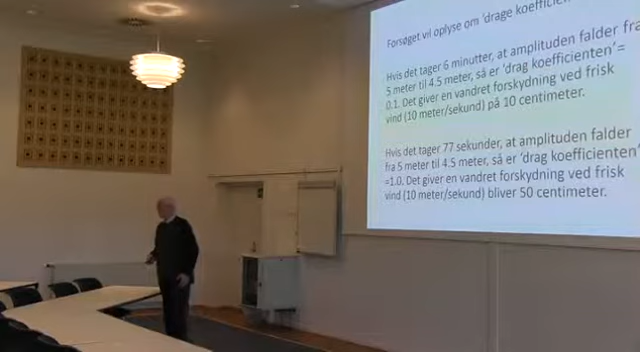 Forsøget vil oplyse om 'drage koefficien
Hvis det tager 6 minutter, at amplituden falder fra
5 meter til 4.5 meter, så er 'drag koefficienten'=
0.1. Det giver en vandret forskydning ved frisk
vind (10 meter/sekund) på 10 centimeter.
Hvis det tager 77 sekunder, at amplituden falder
fra 5 meter til 4.5 meter, så er 'drag koefficienten'
=1.0. Det giver en vandret forskydning ved frisk
vind (10 meter/sekund) bliver 50 centimeter.